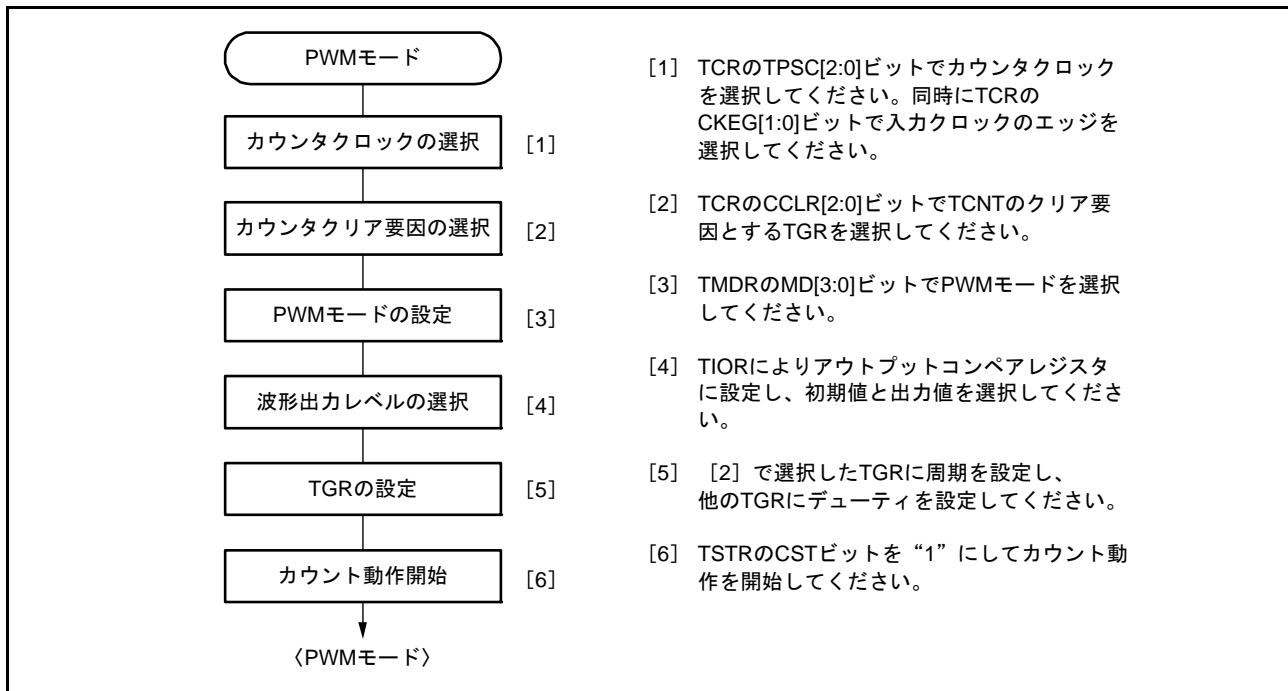 PWMモード
カウンタクロックの選択 [1]
カウンタクリア要因の選択 [2]
PWMモードの設定 [3]
波形出力レベルの選択 [4]
TGRの設定 [5]
カウント動作開始 [6]
〈PWMモード〉
[1] TCRのTPSC[2:0]ビットでカウンタクロック
を選択してください。同時にTCRの
CKEG[1:0]ビットで入力クロックのエッジを
選択してください。
[2] TCRのCCLR[2:0]ビットでTCNTのクリア要
因とするTGRを選択してください。
[3] TMDRのMD[3:0]ビットでPWMモードを選択
してください。
[4] TIORによりアウトプットコンペアレジスタ
に設定し、初期値と出力値を選択してくださ
い。
[5] [2]で選択したTGRに周期を設定し、
他のTGRにデューティを設定してください。
[6] TSTRのCSTビットを“1”にしてカウント動
作を開始してください。